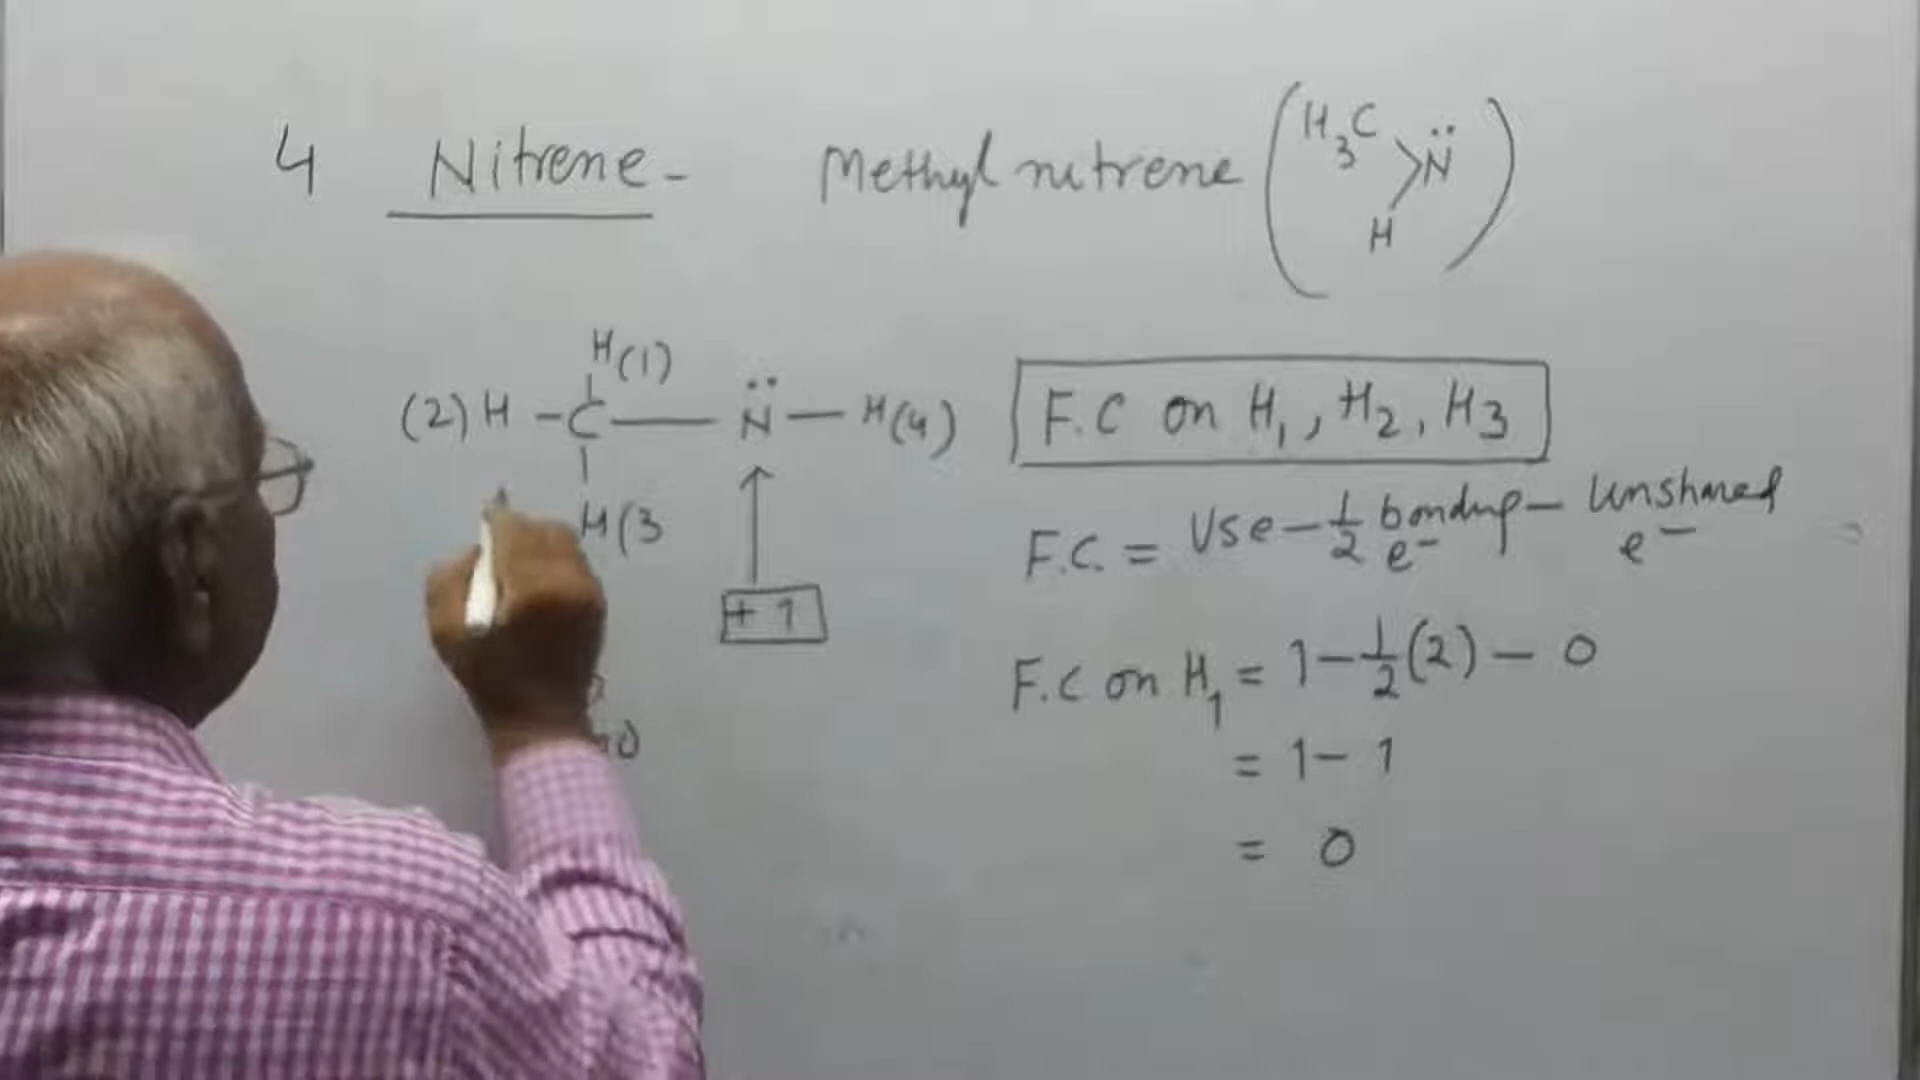 4 Nitrene - Methyl nitrene ( H3C > N̈ )
H
H(1)
(2) H - C — N̈ — H(4)
H(3
+ 1
0
F.C on H1, H2, H3
F.C. = Vse - 1/2 bonding e⁻ - Unshared e⁻
F.C on H1 = 1 - 1/2 (2) - 0
= 1 - 1
= 0